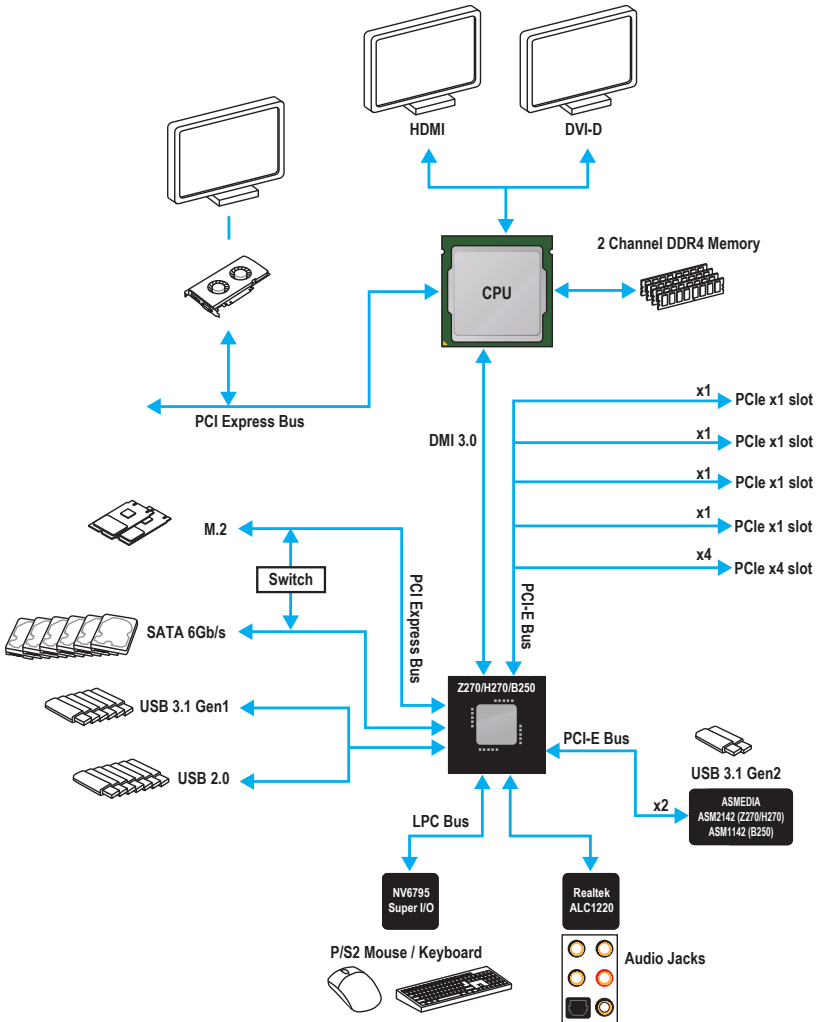 HDMI
DVI-D
2 Channel DDR4 Memory
CPU
x1
PCIe x1 slot
PCI Express Bus
DMI 3.0
x1
PCIe x1 slot
x1
PCIe x1 slot
x1
PCIe x1 slot
M.2
x4
PCIe x4 slot
Switch
PCI Express Bus
PCI-E Bus
SATA 6Gb/s
Z270/H270/B250
USB 3.1 Gen1
PCI-E Bus
USB 3.1 Gen2
USB 2.0
x2
ASMEDIA
ASM2142 (Z270/H270)
ASM1142 (B250)
LPC Bus
NV6795
Super I/O
Realtek
ALC1220
P/S2 Mouse / Keyboard
Audio Jacks